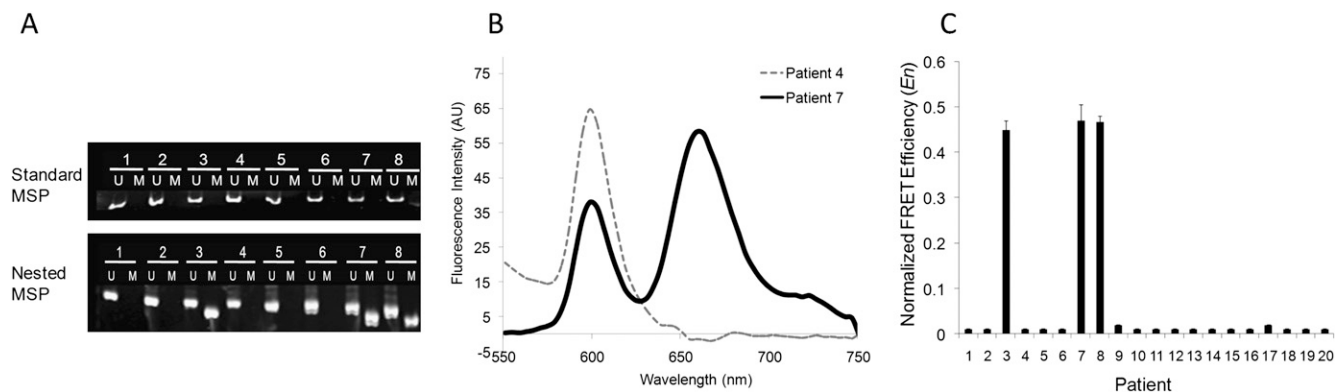 A
Standard
MSP
1 2 3 4 5 6 7 8
U M U M U M U M U M U M U M U M
Nested
MSP
1 2 3 4 5 6 7 8
U M U M U M U M U M U M U M U M
B
Fluorescence Intensity (AU)
75
65
55
45
35
25
15
5
-5
550 600 650 700 750
Wavelength (nm)
Patient 4
Patient 7
C
Normalized FRET Efficiency (En)
0.6
0.5
0.4
0.3
0.2
0.1
0
1 2 3 4 5 6 7 8 9 10 11 12 13 14 15 16 17 18 19 20
Patient